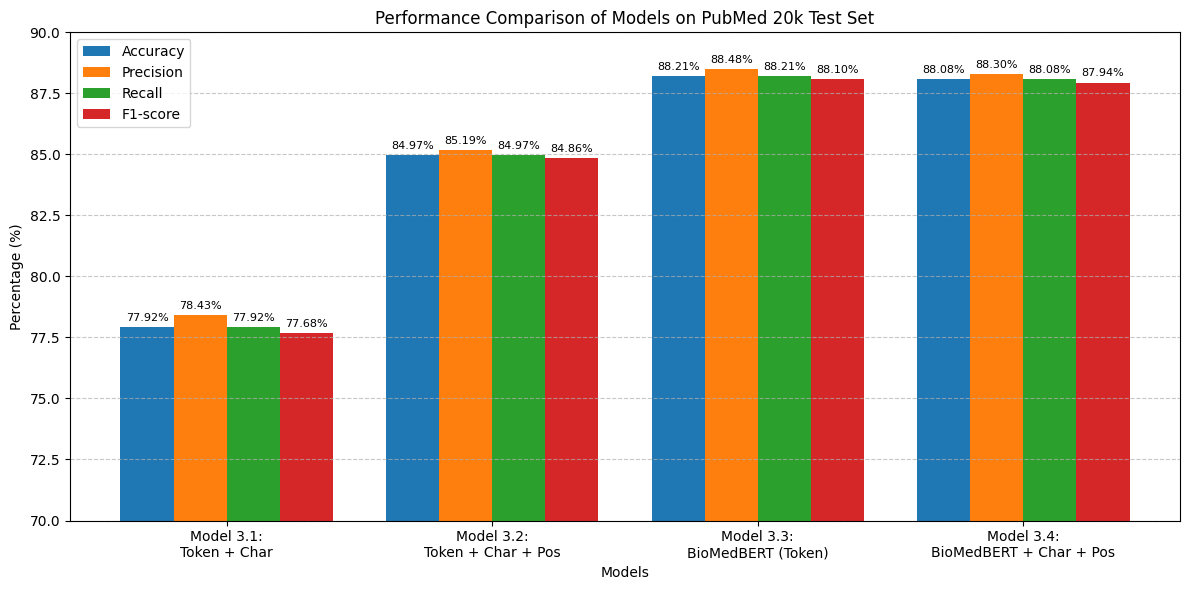 Performance Comparison of Models on PubMed 20k Test Set
Percentage (%)
90.0
87.5
85.0
82.5
80.0
77.5
75.0
72.5
70.0
Accuracy
Precision
Recall
F1-score
77.92%
78.43%
77.92%
77.68%
84.97%
85.19%
84.97%
84.86%
88.21%
88.48%
88.21%
88.10%
88.08%
88.30%
88.08%
87.94%
Model 3.1:
Token + Char
Model 3.2:
Token + Char + Pos
Model 3.3:
BioMedBERT (Token)
Model 3.4:
BioMedBERT + Char + Pos
Models